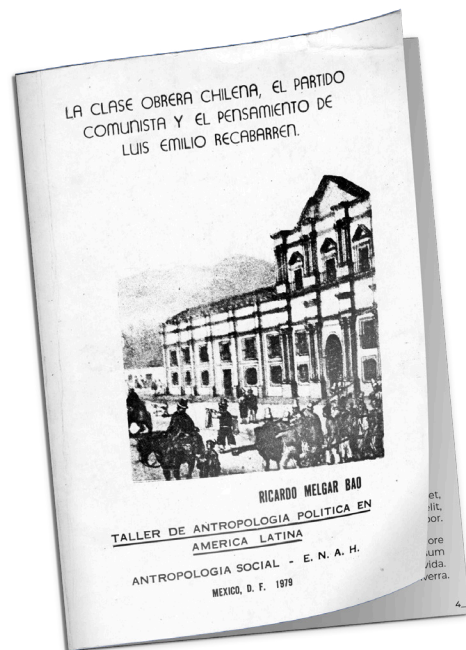 LA CLASE OBRERA CHILENA, EL PARTIDO
COMUNISTA Y EL PENSAMIENTO DE
LUIS EMILIO RECABARREN.
RICARDO MELGAR BAO
TALLER DE ANTROPOLOGIA POLITICA EN
AMERICA LATINA
ANTROPOLOGIA SOCIAL - E. N. A. H.
MEXICO, D. F. 1979
et,
elit,
por.
ore
sum
vida.
verra.
4